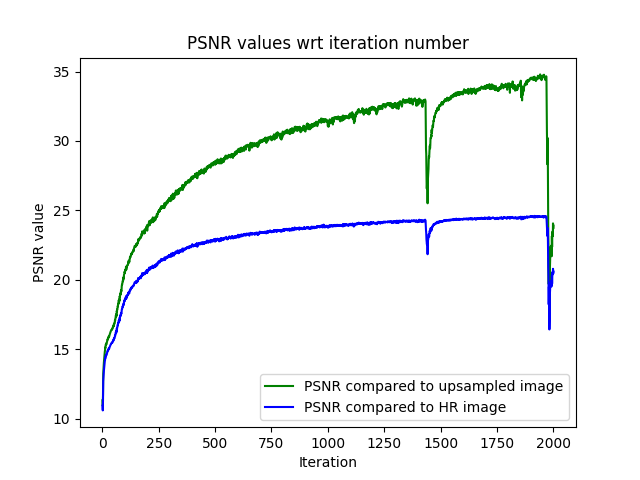 PSNR values wrt iteration number
PSNR value
35
30
25
20
15
10
PSNR compared to upsampled image
PSNR compared to HR image
0 250 500 750 1000 1250 1500 1750 2000
Iteration